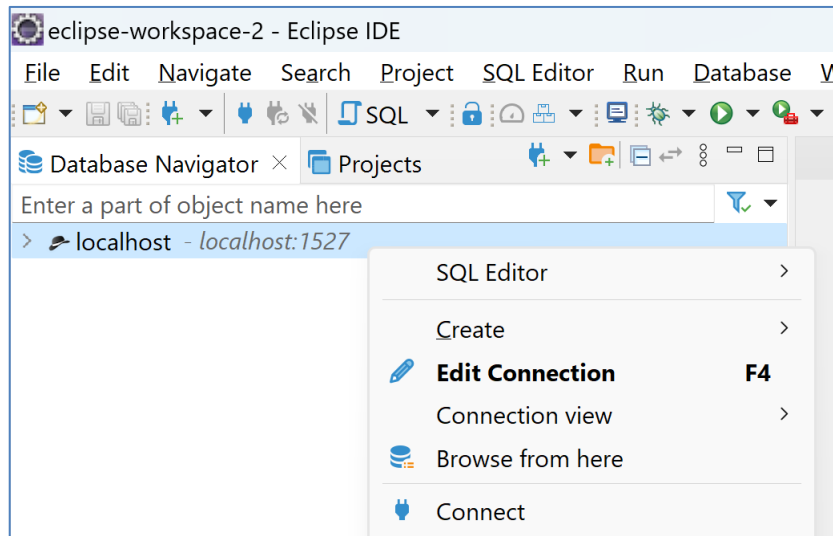 eclipse-workspace-2 - Eclipse IDE
File Edit Navigate Search Project SQL Editor Run Database
SQL
Database Navigator Projects
Enter a part of object name here
localhost - localhost:1527
SQL Editor
Create
Edit Connection F4
Connection view
Browse from here
Connect